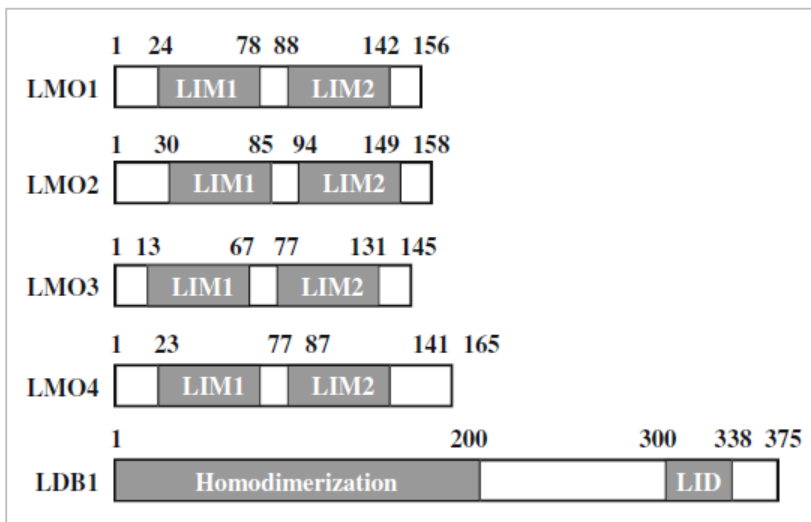 1 24 78 88 142 156
LMO1 LIM1 LIM2
1 30 85 94 149 158
LMO2 LIM1 LIM2
1 13 67 77 131 145
LMO3 LIM1 LIM2
1 23 77 87 141 165
LMO4 LIM1 LIM2
1 200 300 338 375
LDB1 Homodimerization LID